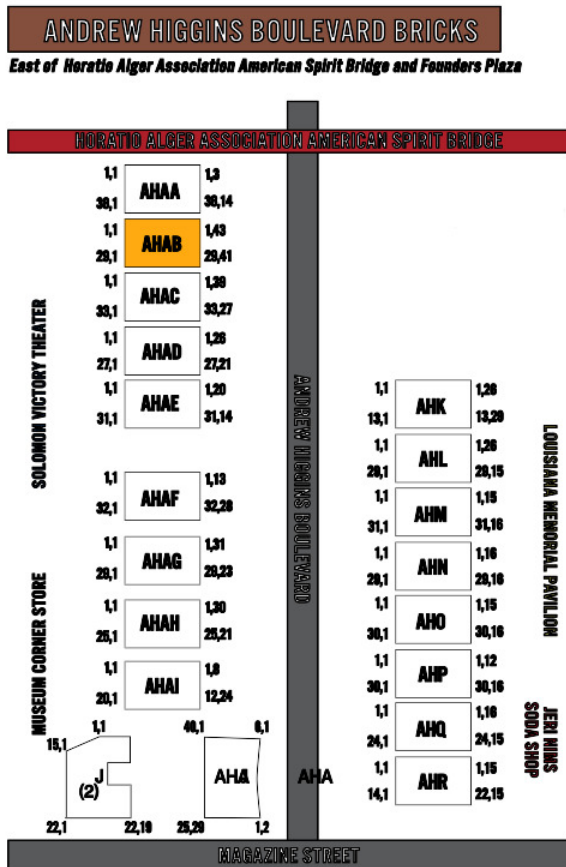 ANDREW HIGGINS BOULEVARD BRICKS
East of Horatio Alger Association American Spirit Bridge and Founders Plaza
HORATIO ALGER ASSOCIATION AMERICAN SPIRIT BRIDGE
1,1 AHAA 1,3
38,1 38,14
1,1 AHAB 1,43
29,1 29,41
1,1 AHAC 1,39
33,1 33,27
1,1 AHAD 1,26
27,1 27,21
1,1 AHAE 1,20
31,1 31,14
1,1 AHAF 1,13
32,1 32,28
1,1 AHAG 1,31
29,1 29,23
1,1 AHAH 1,30
25,1 25,21
1,1 AHAI 1,8
20,1 12,24
SOLOMON VICTORY THEATER
MUSEUM CORNER STORE
ANDREW HIGGINS BOULEVARD
1,1 AHK 1,26
13,1 13,29
1,1 AHL 1,26
29,1 29,15
1,1 AHM 1,15
31,1 31,16
1,1 AHN 1,16
29,1 29,16
1,1 AHO 1,15
30,1 30,16
1,1 AHP 1,12
30,1 30,16
1,1 AHQ 1,16
24,1 24,15
1,1 AHR 1,15
14,1 22,15
LOUISIANA MEMORIAL PAVILION
JERI NIMS
SODA SHOP
1,1
15,1
J
(2)
22,1 22,19
6,1
AHA
25,29 1,2
AHA
MAGAZINE STREET